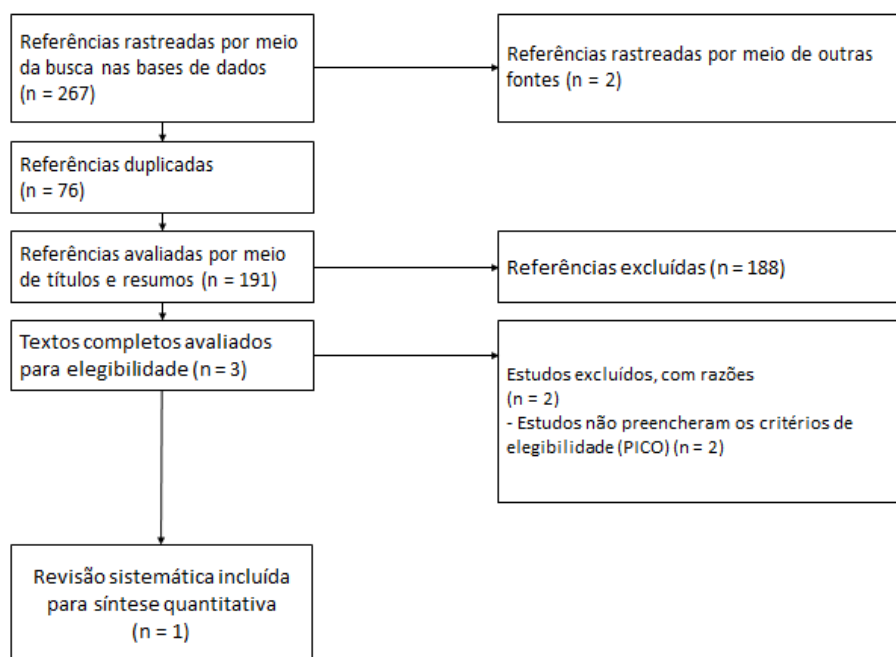 Referências rastreadas por meio
da busca nas bases de dados
(n = 267)
Referências rastreadas por meio de outras
fontes (n = 2)
Referências duplicadas
(n = 76)
Referências avaliadas por meio
de títulos e resumos (n = 191)
Referências excluídas (n = 188)
Textos completos avaliados
para elegibilidade (n = 3)
Estudos excluídos, com razões
(n = 2)
- Estudos não preencheram os critérios de
elegibilidade (PICO) (n = 2)
Revisão sistemática incluída
para síntese quantitativa
(n = 1)